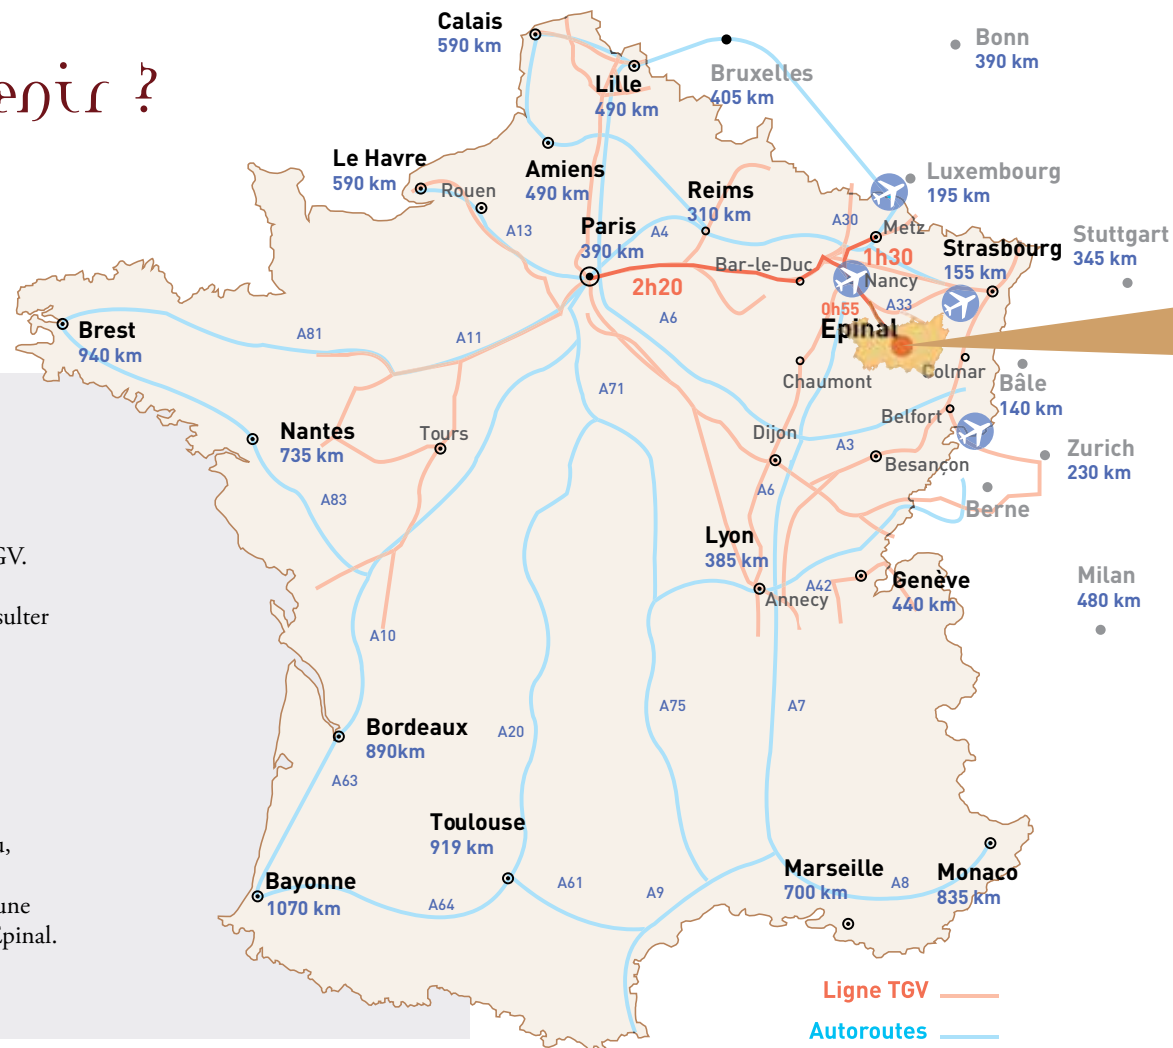 enir ?
Calais
590 km
Lille
490 km
Bruxelles
405 km
Bonn
390 km
Le Havre
590 km
Rouen
Amiens
490 km
Reims
310 km
Luxembourg
195 km
A13
Paris
390 km
A4
A30
Metz
1h30
Strasbourg
155 km
Stuttgart
345 km
Bar-le-Duc
2h20
Nancy
A33
0h55
Epinal
A6
Brest
940 km
A81
A11
Chaumont
Colmar
Bâle
140 km
A71
Belfort
Nantes
735 km
Tours
Dijon
A3
Besançon
Zurich
230 km
A83
A6
Berne
GV.
Lyon
385 km
Annecy
A42
Genève
440 km
Milan
480 km
sulter
A10
A75
A7
Bordeaux
890km
A20
A63
Toulouse
919 km
u,
Marseille
700 km
Monaco
835 km
A8
Bayonne
1070 km
A64
A61
A9
une
Epinal.
Ligne TGV
Autoroutes